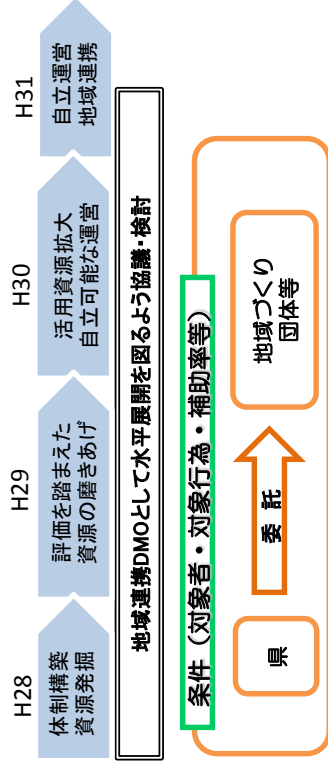 H28
体制構築
資源発掘
H29
評価を踏まえた
資源の磨きあげ
H30
活用資源拡大
自立可能な運営
H31
自立運営
地域連携
地域連携DMOとして水平展開を図るよう協議・検討
条件（対象者・対象行為・補助率等）
県
委託
地域づくり
団体等